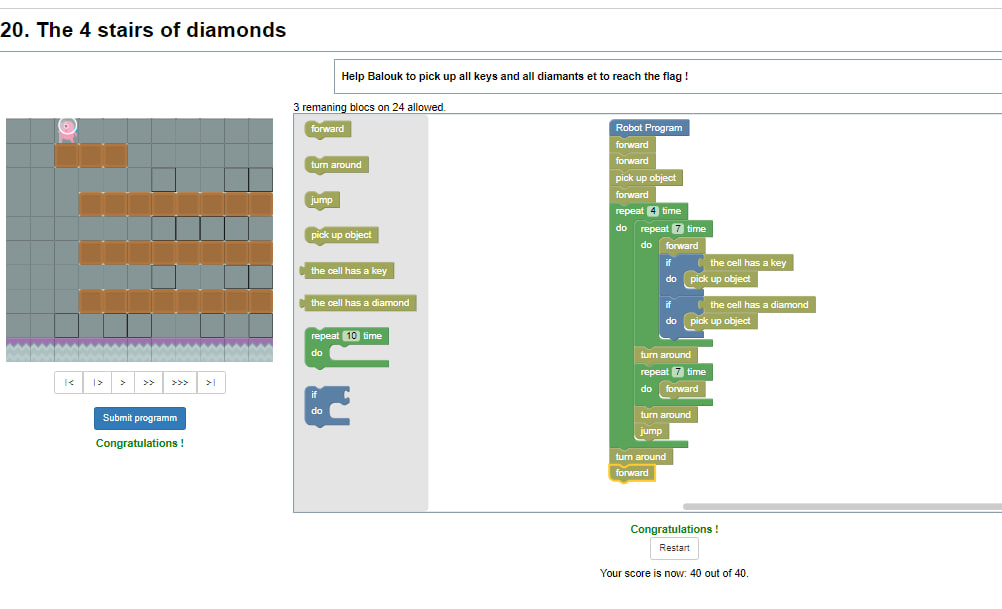 20. The 4 stairs of diamonds
Help Balouk to pick up all keys and all diamants et to reach the flag !
3 remaning blocs on 24 allowed.
forward
turn around
jump
pick up object
the cell has a key
the cell has a diamond
repeat 10 time
do
if
do
Robot Program
forward
forward
pick up object
forward
repeat 4 time
do repeat 7 time
do forward
if the cell has a key
do pick up object
if the cell has a diamond
do pick up object
turn around
repeat 7 time
do forward
turn around
jump
turn around
forward
|< |> > >> >>> >|
Submit programm
Congratulations !
Congratulations !
Restart
Your score is now: 40 out of 40.